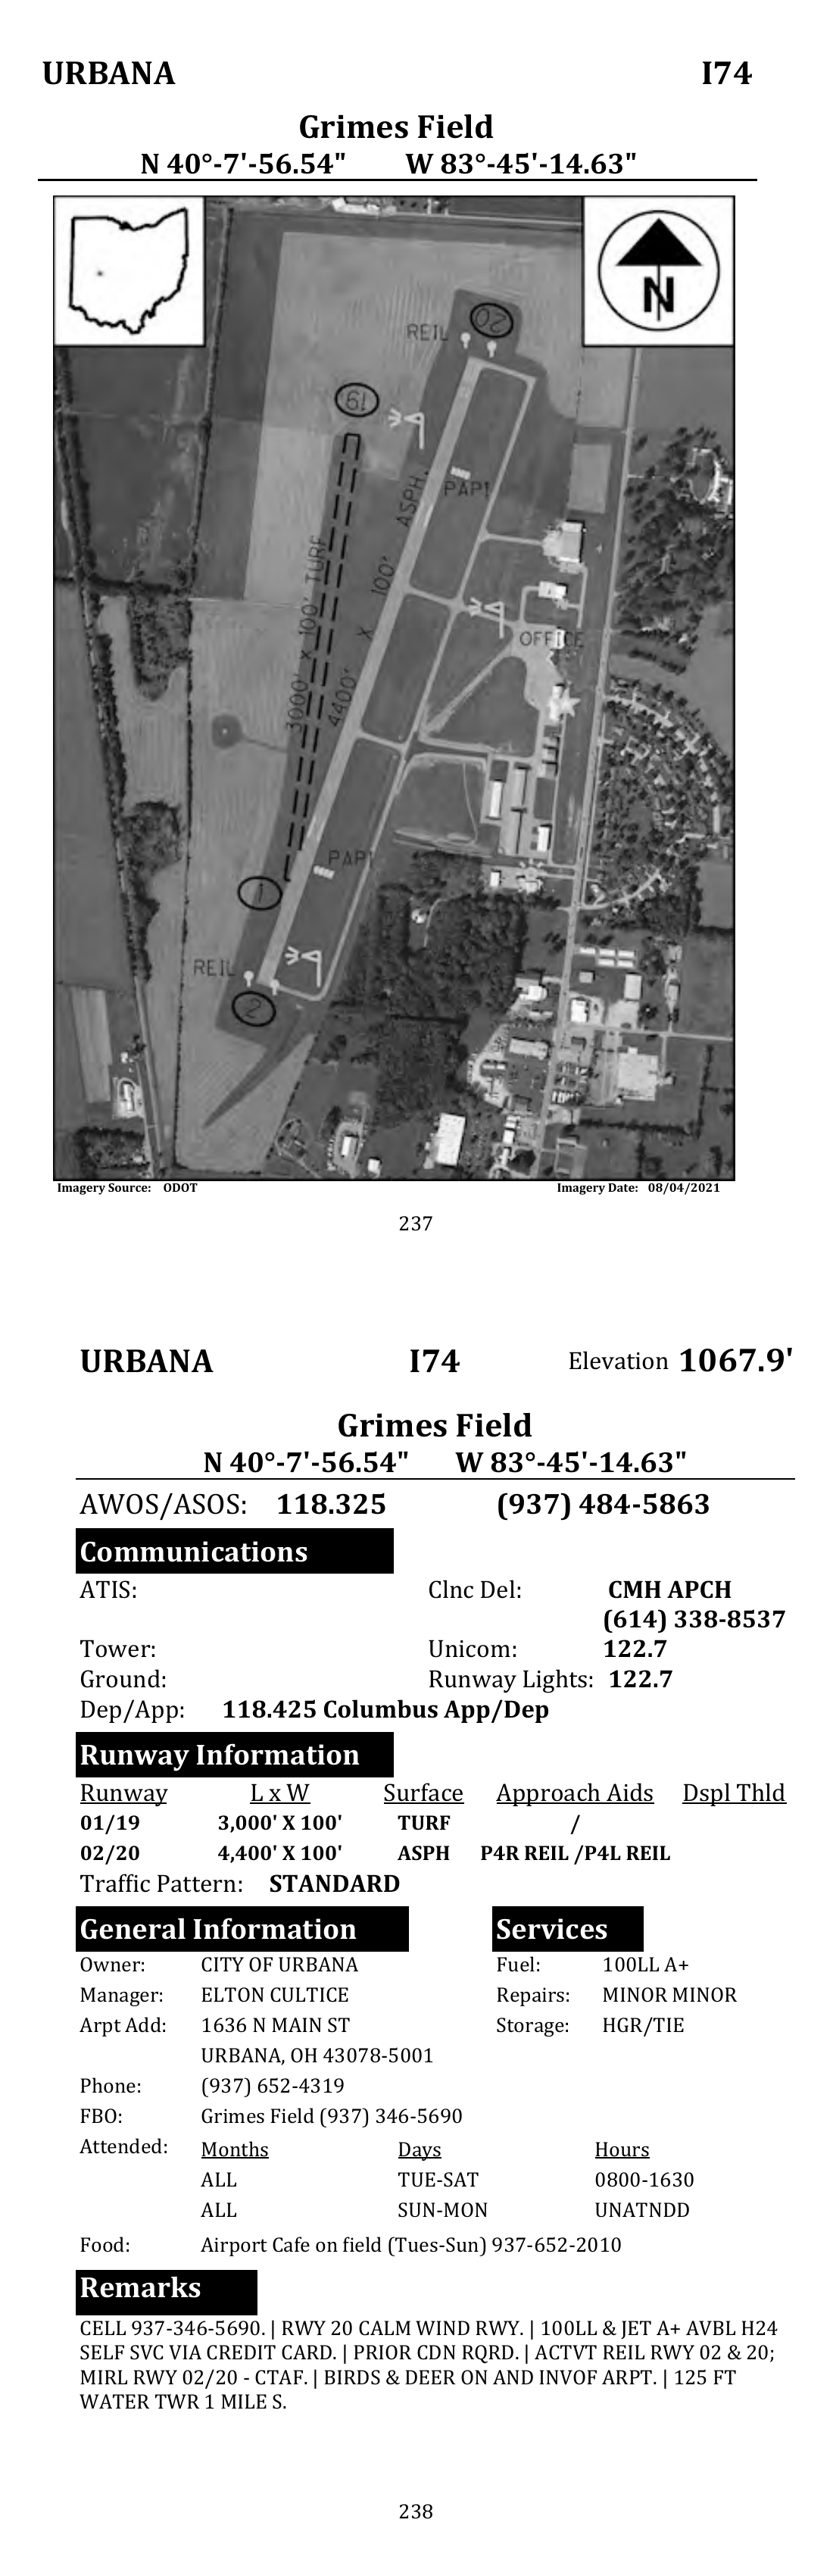 URBANA I74
Grimes Field
N 40°-7'-56.54" W 83°-45'-14.63"
N
20
REIL
19
PAPI
ASPH.
3000' X 100' TURF
4400' X 100'
OFFICE
PAPI
1
REIL
2
Imagery Source: ODOT Imagery Date: 08/04/2021
237
URBANA I74 Elevation 1067.9'
Grimes Field
N 40°-7'-56.54" W 83°-45'-14.63"
AWOS/ASOS: 118.325 (937) 484-5863
Communications
ATIS: Clnc Del: CMH APCH
(614) 338-8537
Tower: Unicom: 122.7
Ground: Runway Lights: 122.7
Dep/App: 118.425 Columbus App/Dep
Runway Information
Runway L x W Surface Approach Aids Dspl Thld
01/19 3,000' X 100' TURF /
02/20 4,400' X 100' ASPH P4R REIL /P4L REIL
Traffic Pattern: STANDARD
General Information Services
Owner: CITY OF URBANA Fuel: 100LL A+
Manager: ELTON CULTICE Repairs: MINOR MINOR
Arpt Add: 1636 N MAIN ST Storage: HGR/TIE
URBANA, OH 43078-5001
Phone: (937) 652-4319
FBO: Grimes Field (937) 346-5690
Attended: Months Days Hours
ALL TUE-SAT 0800-1630
ALL SUN-MON UNATNDD
Food: Airport Cafe on field (Tues-Sun) 937-652-2010
Remarks
CELL 937-346-5690. | RWY 20 CALM WIND RWY. | 100LL & JET A+ AVBL H24
SELF SVC VIA CREDIT CARD. | PRIOR CDN RQRD. | ACTVT REIL RWY 02 & 20;
MIRL RWY 02/20 - CTAF. | BIRDS & DEER ON AND INVOF ARPT. | 125 FT
WATER TWR 1 MILE S.
238